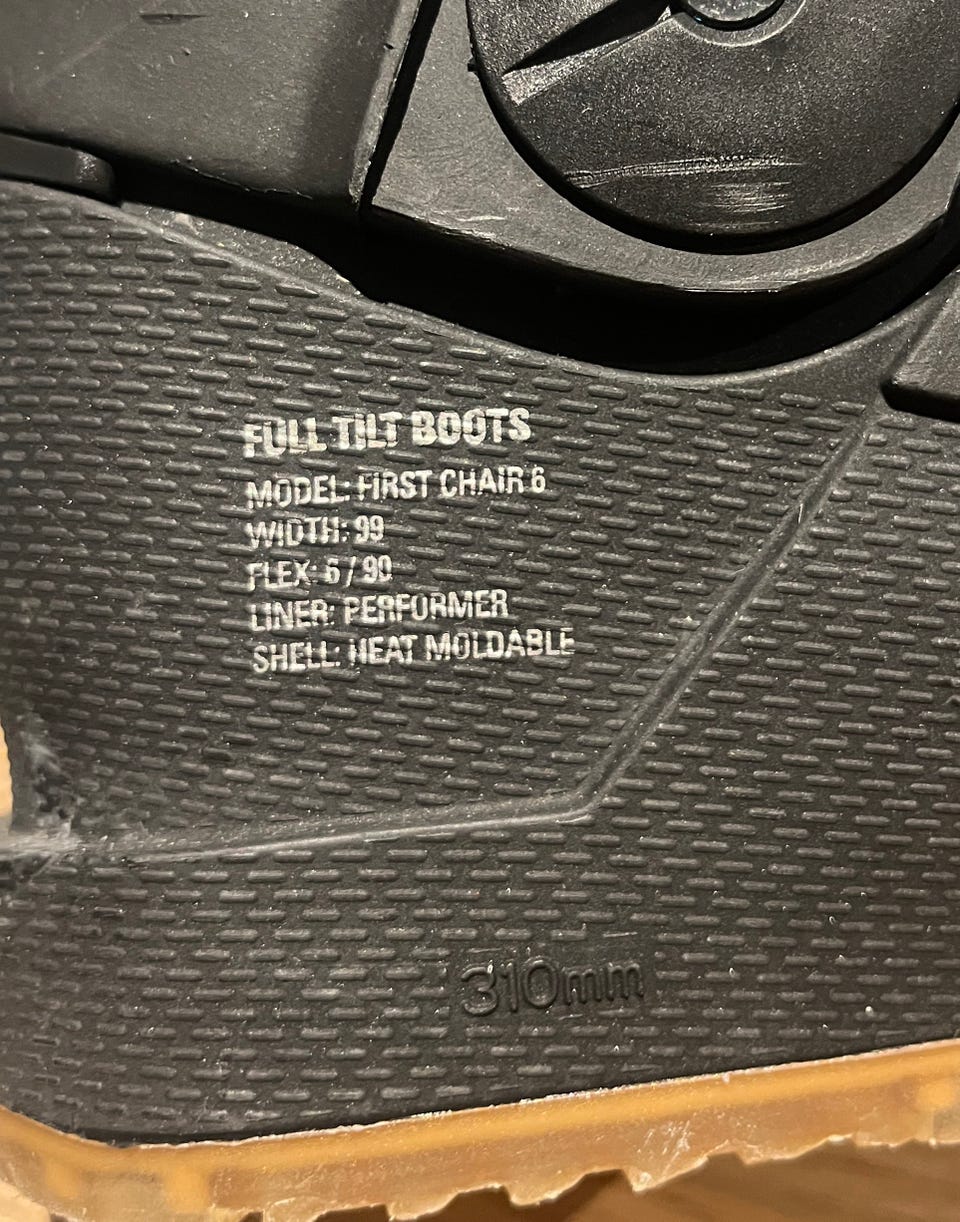 FULL TILT BOOTS
MODEL: FIRST CHAIR 6
WIDTH: 99
FLEX: 6 / 90
LINER: PERFORMER
SHELL: HEAT MOLDABLE
310mm